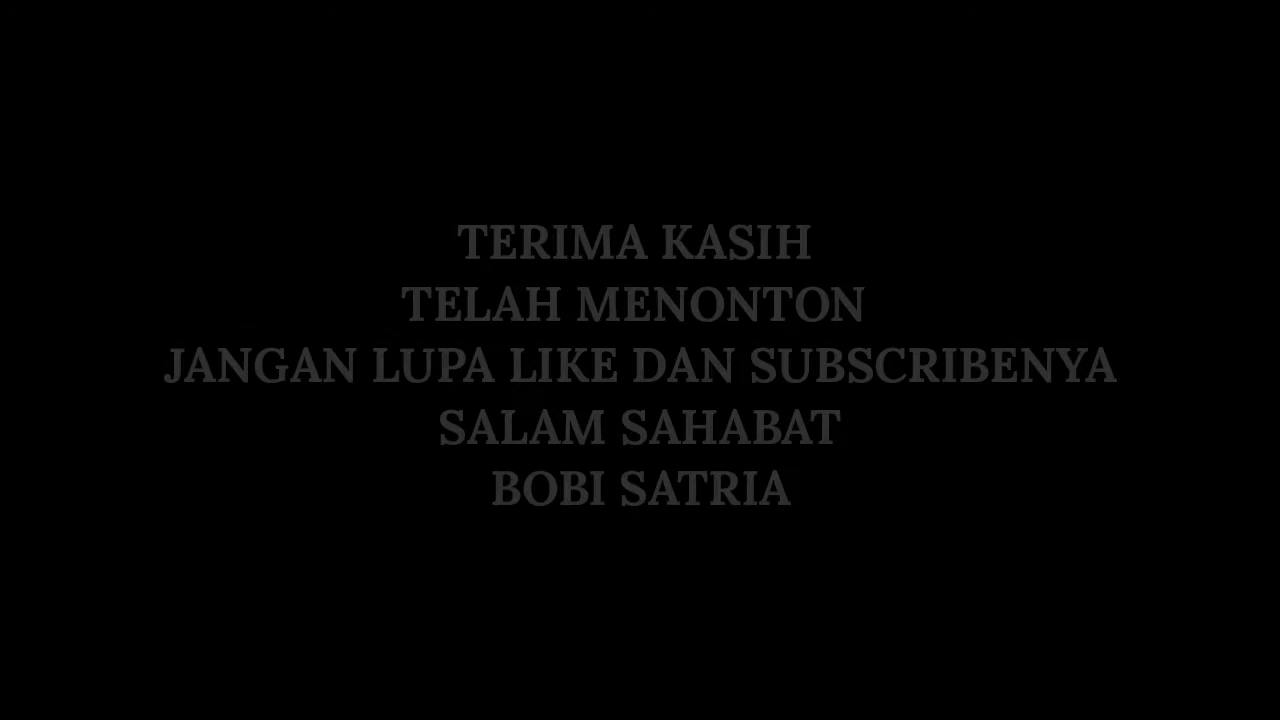 TERIMA KASIH
TELAH MENONTON
JANGAN LUPA LIKE DAN SUBSCRIBENYA
SALAM SAHABAT
BOBI SATRIA